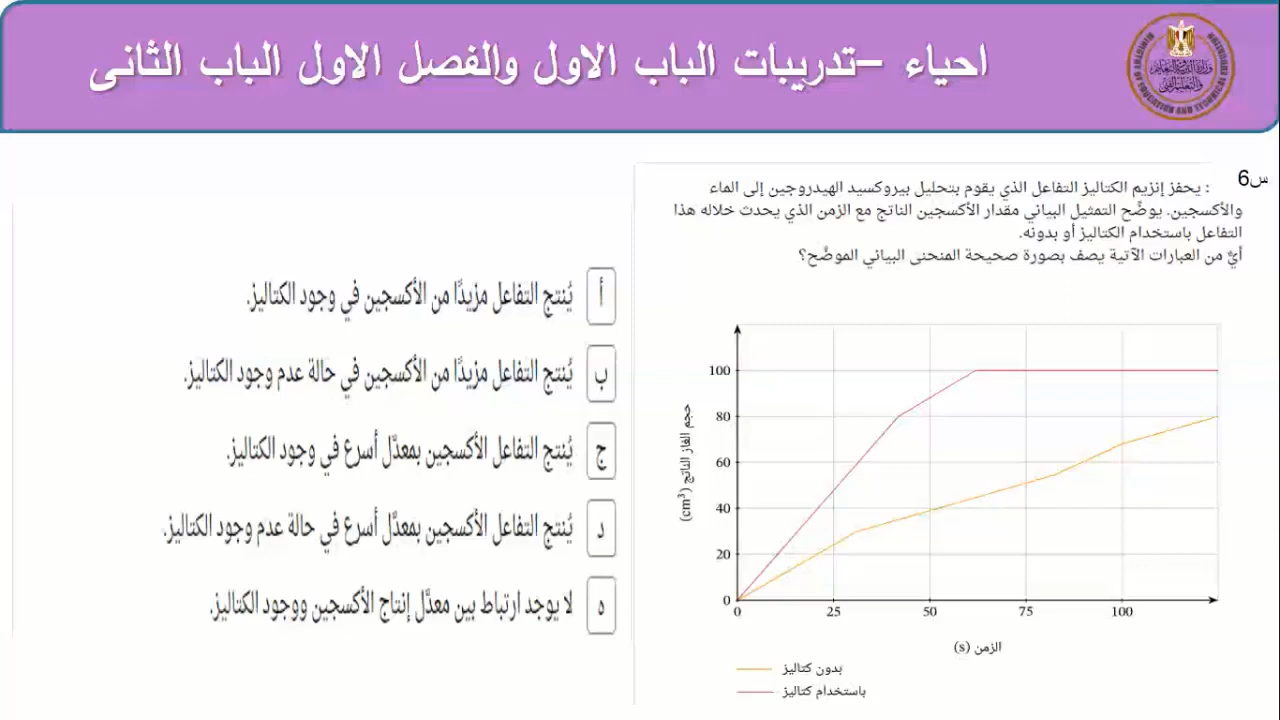 احياء –تدريبات الباب الاول والفصل الاول الباب الثانى
س6
: يحفز إنزيم الكتاليز التفاعل الذي يقوم بتحليل بيروكسيد الهيدروجين إلى الماء
والأكسجين. يوضَّح التمثيل البياني مقدار الأكسجين الناتج مع الزمن الذي يحدث خلاله هذا
التفاعل باستخدام الكتاليز أو بدونه.
أيٌّ من العبارات الآتية يصف بصورة صحيحة المنحنى البياني الموضَّح؟
حجم الغاز الناتج (cm³)
100
80
60
40
20
0
0 25 50 75 100
الزمن (s)
بدون كتاليز
باستخدام كتاليز
أ يُنتج التفاعل مزيدًا من الأكسجين في وجود الكتاليز.
ب يُنتج التفاعل مزيدًا من الأكسجين في حالة عدم وجود الكتاليز.
ج يُنتج التفاعل الأكسجين بمعدَّل أسرع في وجود الكتاليز.
د يُنتج التفاعل الأكسجين بمعدَّل أسرع في حالة عدم وجود الكتاليز.
ه لا يوجد ارتباط بين معدَّل إنتاج الأكسجين ووجود الكتاليز.